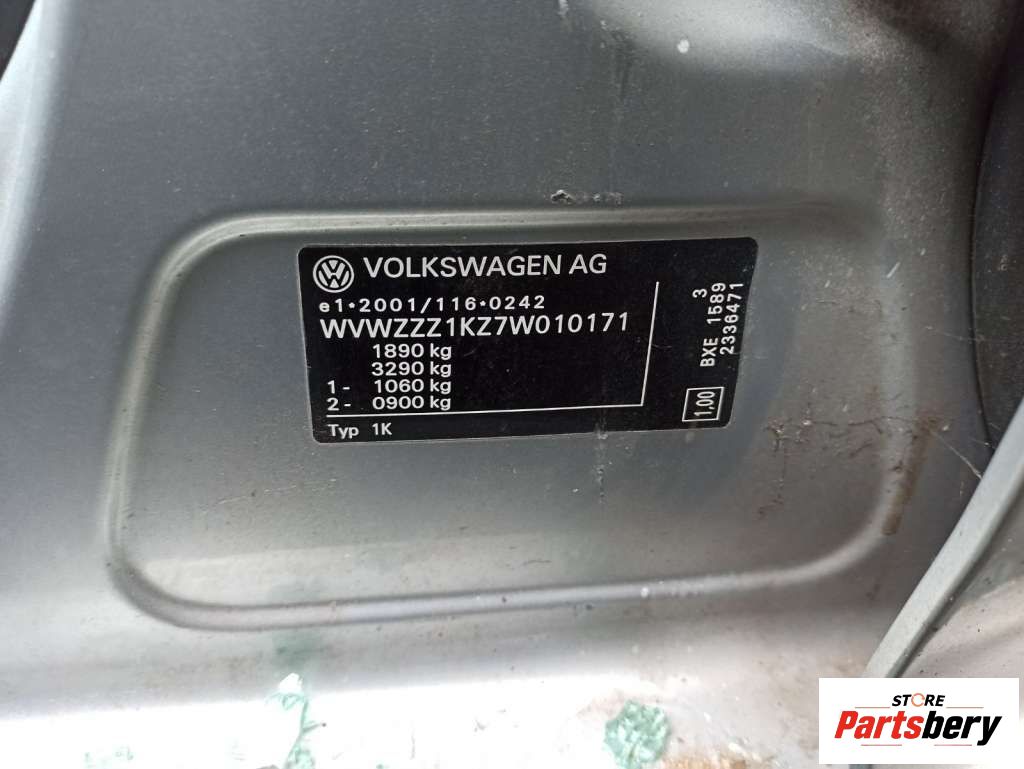 VOLKSWAGEN AG
e1•2001/116•0242
WVWZZZ1KZ7W010171
1890 kg
3290 kg
1 - 1060 kg
2 - 0900 kg
Typ 1K
3
BXE 1589
2336471
1,00
STORE
Partsbery